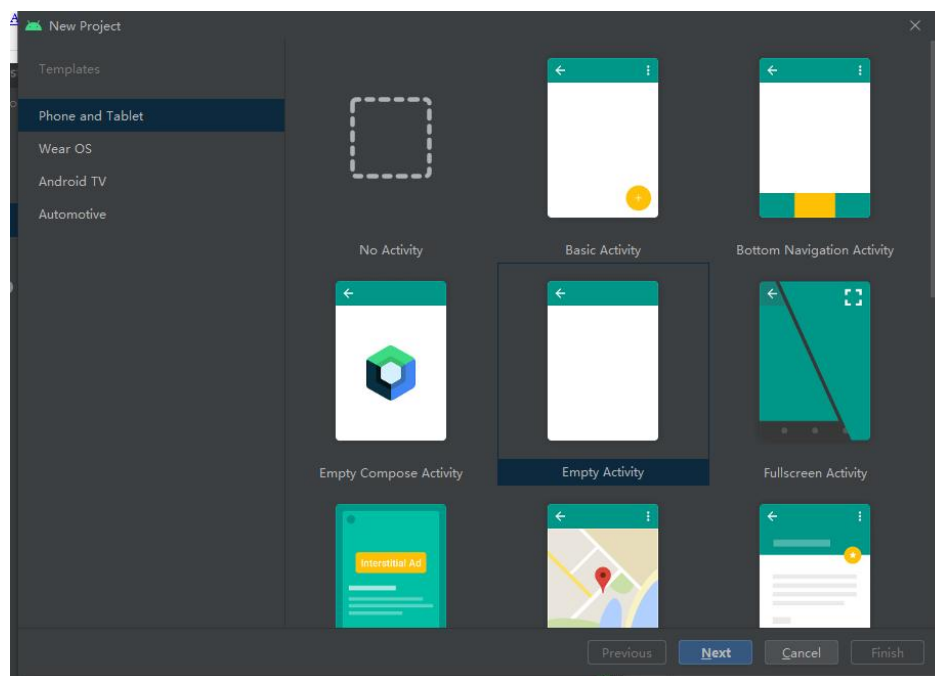 New Project
Templates
Phone and Tablet
Wear OS
Android TV
Automotive
No Activity
Basic Activity
Bottom Navigation Activity
Empty Compose Activity
Empty Activity
Fullscreen Activity
Interstitial Ad
Previous
Next
Cancel
Finish